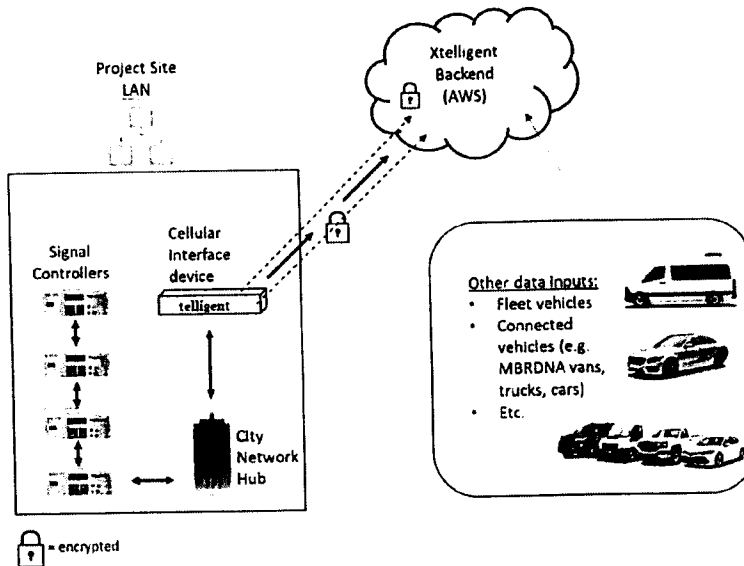 Project Site
LAN
Xtelligent
Backend
(AWS)
Signal
Controllers
Cellular
Interface
device
telligent
City
Network
Hub
Other data inputs:
• Fleet vehicles
• Connected
vehicles (e.g.
MBRDNA vans,
trucks, cars)
• Etc.
= encrypted